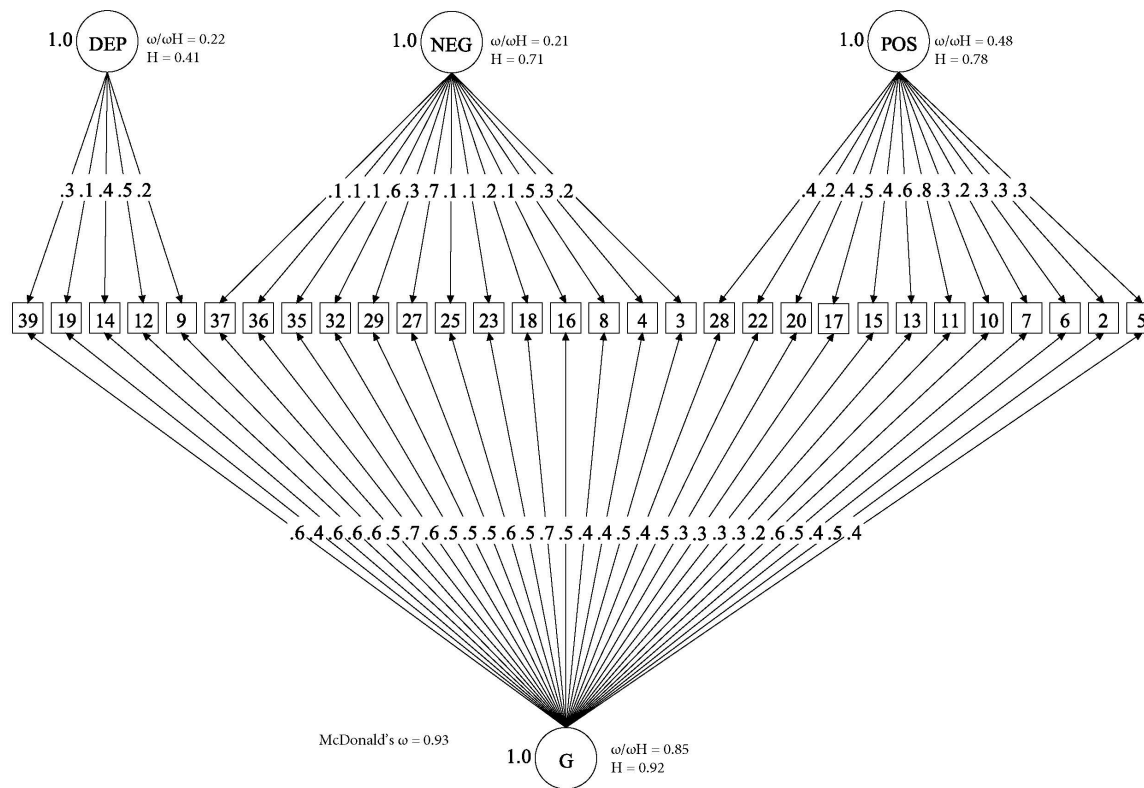 1.0 DEP ω/ωH = 0.22
H = 0.41
1.0 NEG ω/ωH = 0.21
H = 0.71
1.0 POS ω/ωH = 0.48
H = 0.78
.3 .1 .4 .5 .2 .1 .1 .1 .6 .3 .7 .1 .1 .2 .1 .5 .3 .2 .4 .2 .4 .5 .4 .6 .8 .3 .2 .3 .3 .3
39 19 14 12 9 37 36 35 32 29 27 25 23 18 16 8 4 3 28 22 20 17 15 13 11 10 7 6 2 5
.6 .4 .6 .6 .6 .5 .7 .6 .5 .5 .5 .6 .5 .7 .5 .4 .4 .5 .4 .5 .3 .3 .3 .3 .2 .6 .5 .4 .5 .4
McDonald's ω = 0.93
1.0 G ω/ωH = 0.85
H = 0.92